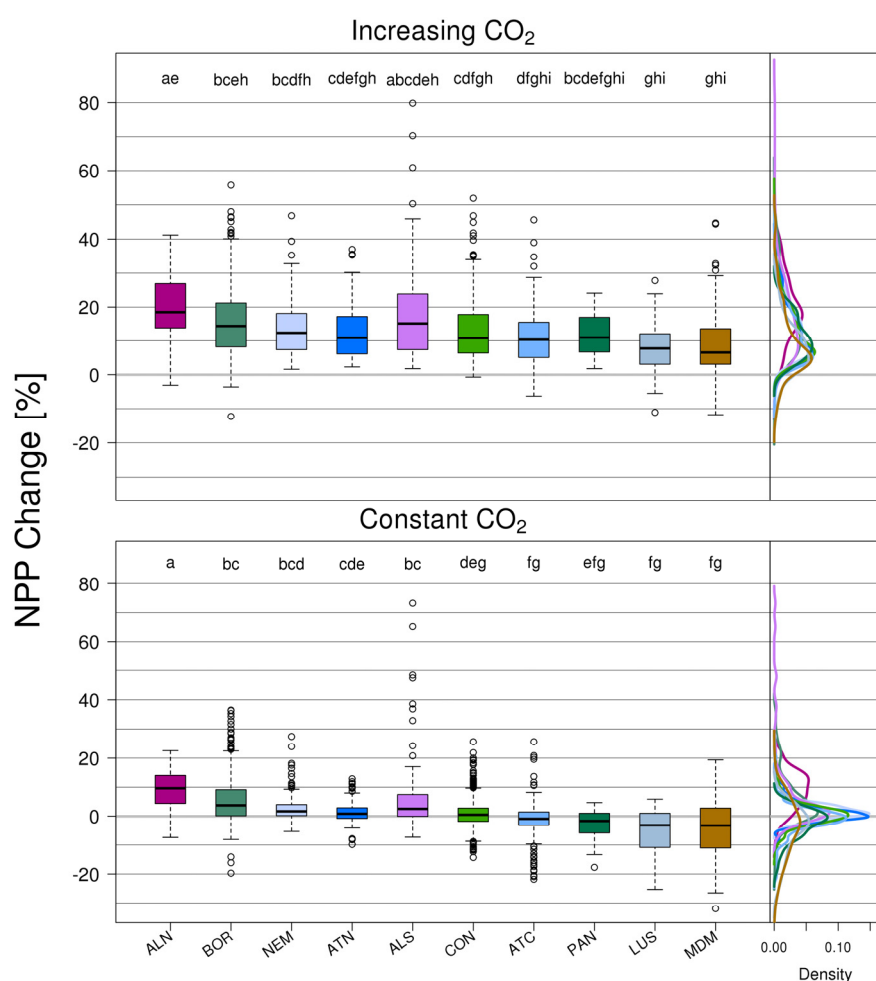 Increasing CO₂
ae bceh bcdfh cdefgh abcdeh cdfgh dfghi bcdefghi ghi ghi
80
60
40
20
0
-20
NPP Change [%]
Constant CO₂
a bc bcd cde bc deg fg efg fg fg
80
60
40
20
0
-20
ALN BOR NEM ATN ALS CON ATC PAN LUS MDM
0.00 0.10
Density